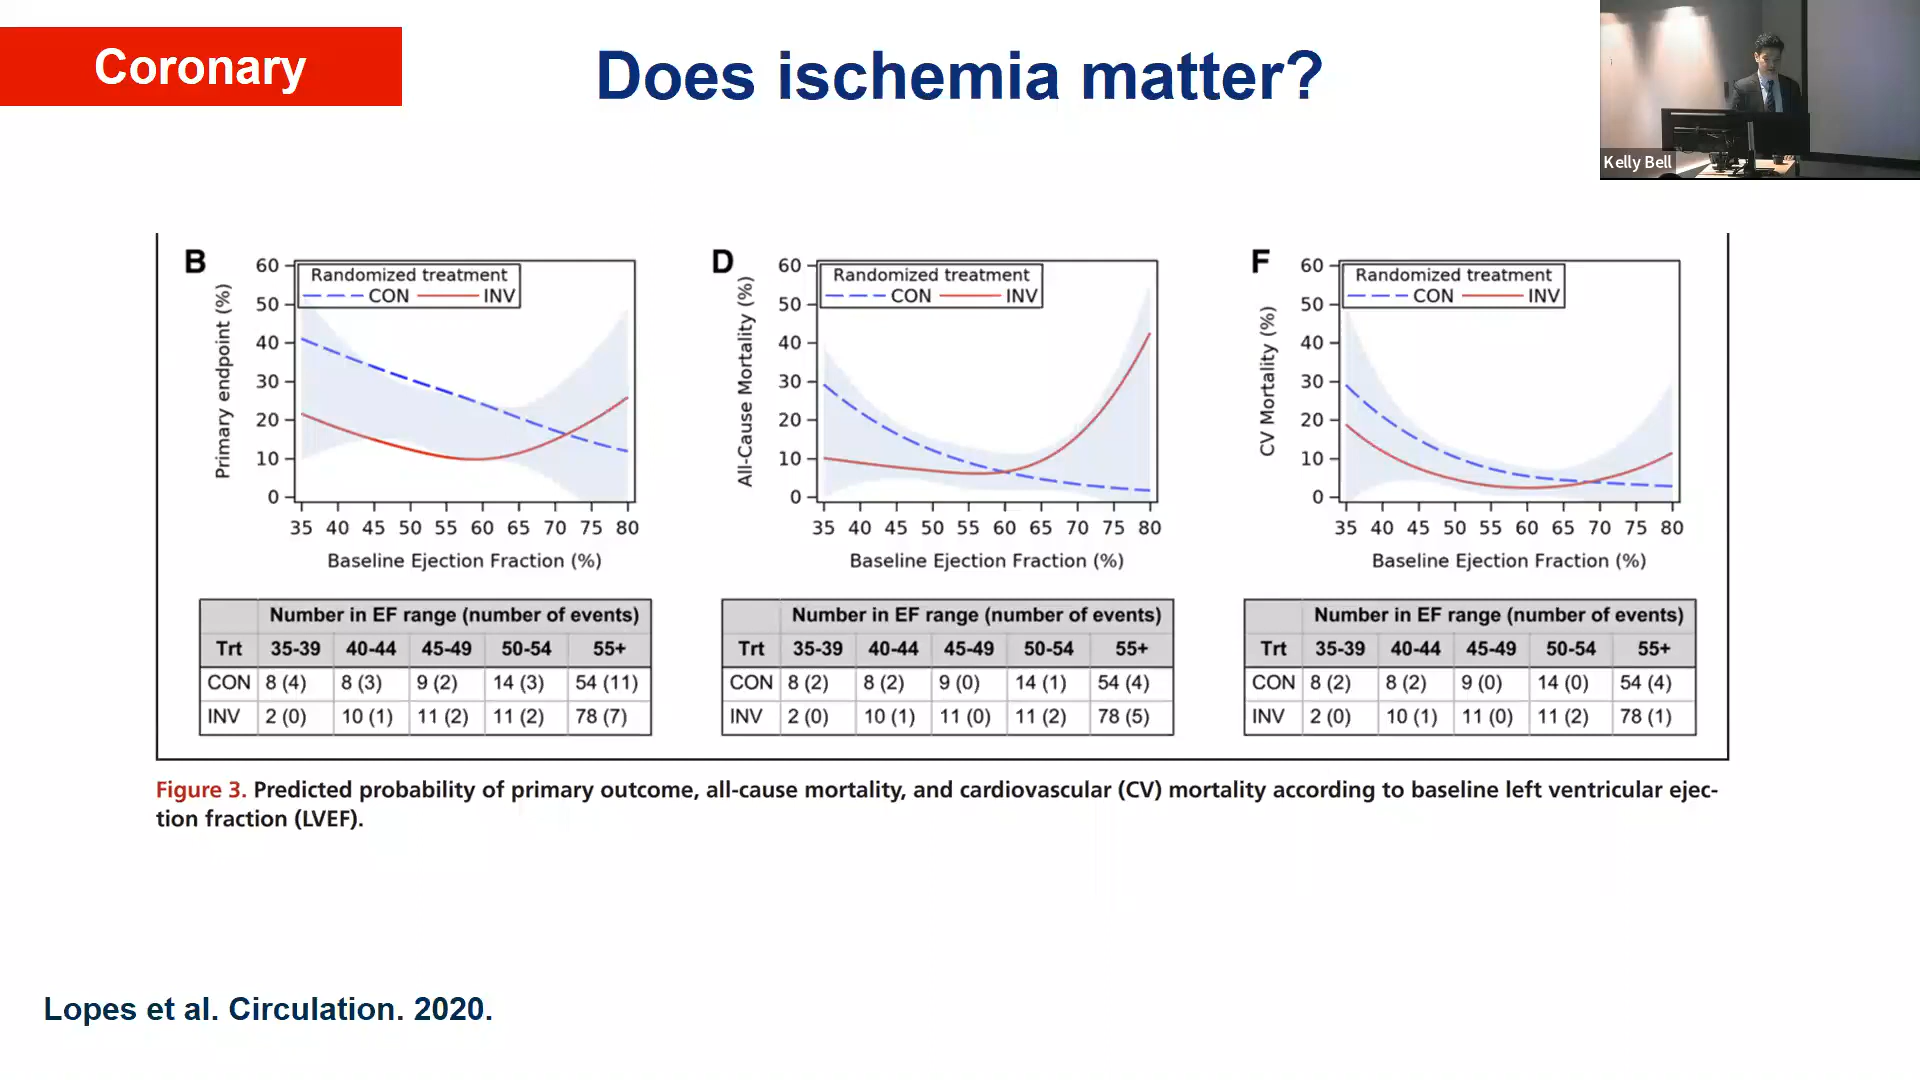 Coronary
Does ischemia matter?
Kelly Bell
B
Primary endpoint (%)
60
50
40
30
20
10
0
Randomized treatment
CON INV
35 40 45 50 55 60 65 70 75 80
Baseline Ejection Fraction (%)
D
All-Cause Mortality (%)
60
50
40
30
20
10
0
Randomized treatment
CON INV
35 40 45 50 55 60 65 70 75 80
Baseline Ejection Fraction (%)
F
CV Mortality (%)
60
50
40
30
20
10
0
Randomized treatment
CON INV
35 40 45 50 55 60 65 70 75 80
Baseline Ejection Fraction (%)
Number in EF range (number of events)
Trt 35-39 40-44 45-49 50-54 55+
CON 8 (4) 8 (3) 9 (2) 14 (3) 54 (11)
INV 2 (0) 10 (1) 11 (2) 11 (2) 78 (7)
Number in EF range (number of events)
Trt 35-39 40-44 45-49 50-54 55+
CON 8 (2) 8 (2) 9 (0) 14 (1) 54 (4)
INV 2 (0) 10 (1) 11 (0) 11 (2) 78 (5)
Number in EF range (number of events)
Trt 35-39 40-44 45-49 50-54 55+
CON 8 (2) 8 (2) 9 (0) 14 (0) 54 (4)
INV 2 (0) 10 (1) 11 (0) 11 (2) 78 (1)
Figure 3. Predicted probability of primary outcome, all-cause mortality, and cardiovascular (CV) mortality according to baseline left ventricular ejec-
tion fraction (LVEF).
Lopes et al. Circulation. 2020.